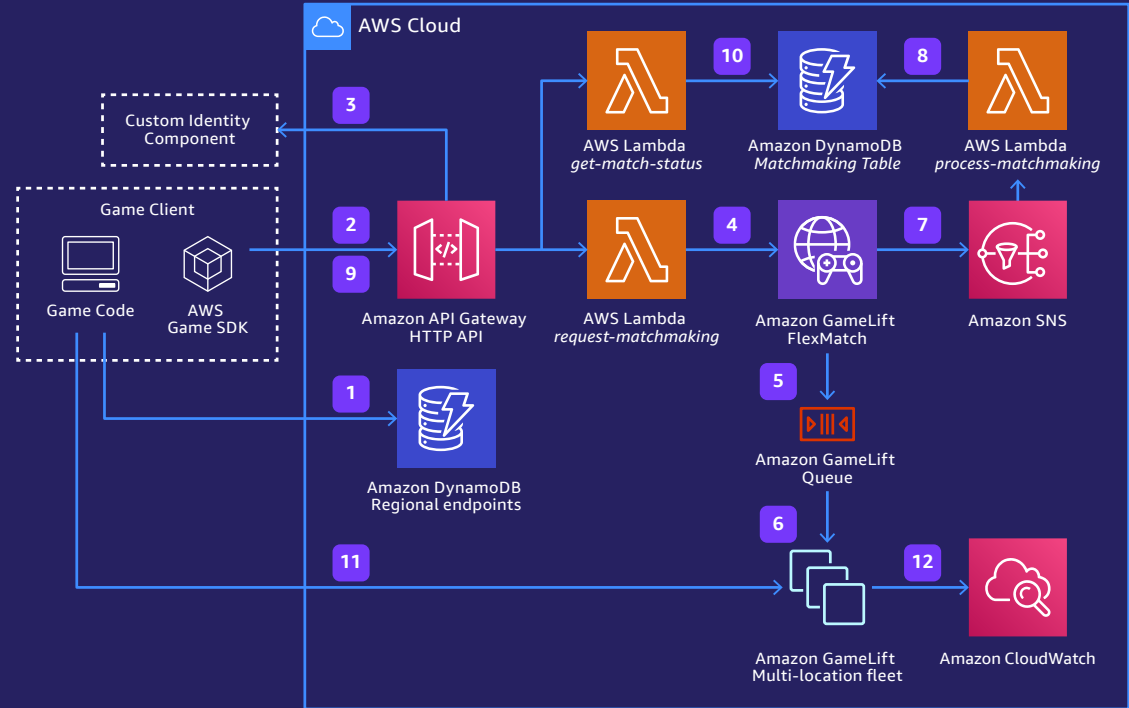 AWS Cloud
10
8
3
Custom Identity
Component
AWS Lambda
get-match-status
Amazon DynamoDB
Matchmaking Table
AWS Lambda
process-matchmaking
Game Client
2
4
7
9
</>
Game Code
AWS
Game SDK
Amazon API Gateway
HTTP API
AWS Lambda
request-matchmaking
Amazon GameLift
FlexMatch
Amazon SNS
1
5
Amazon GameLift
Queue
Amazon DynamoDB
Regional endpoints
6
11
12
Amazon GameLift
Multi-location fleet
Amazon CloudWatch